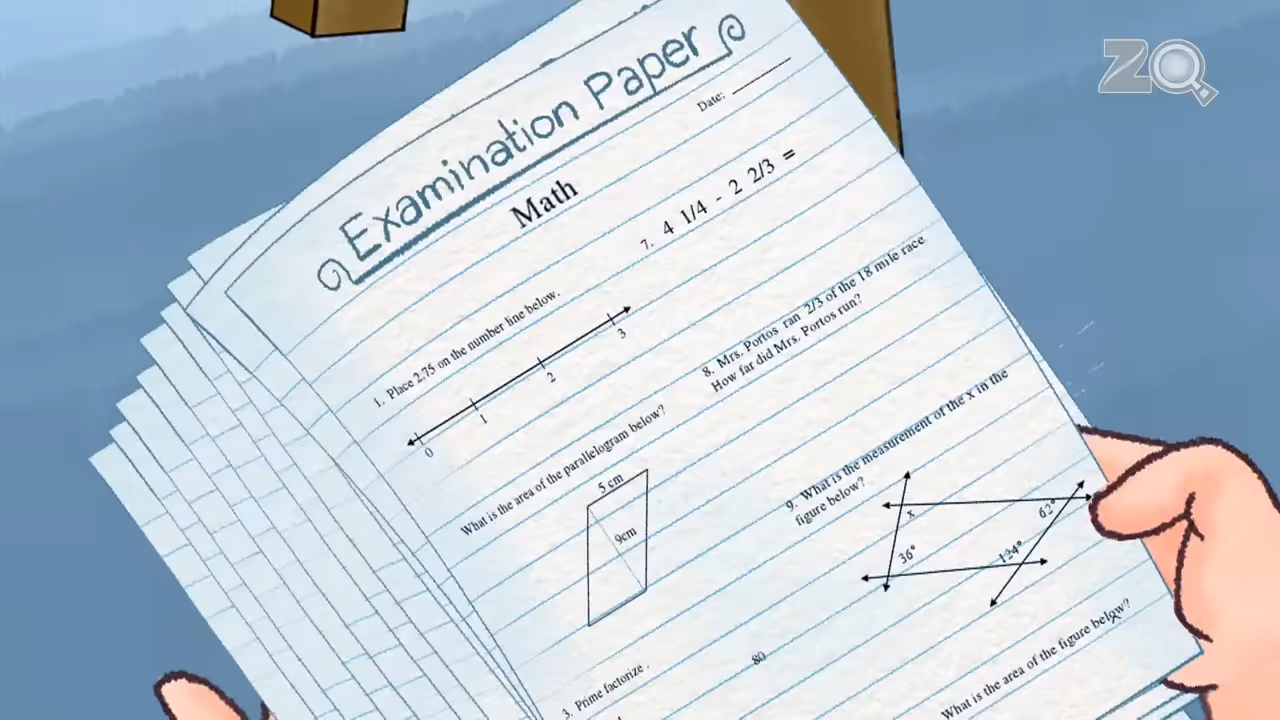 ZQ
Examination Paper
Math
Date:
1. Place 2.75 on the number line below.
0 1 2 3
What is the area of the parallelogram below?
5 cm
9cm
3. Prime factorize .
80
7. 4 1/4 - 2 2/3 =
8. Mrs. Portos ran 2/3 of the 18 mile race.
How far did Mrs. Portos run?
9. What is the measurement of the x in the
figure below?
x
62°
36°
124°
What is the area of the figure below?